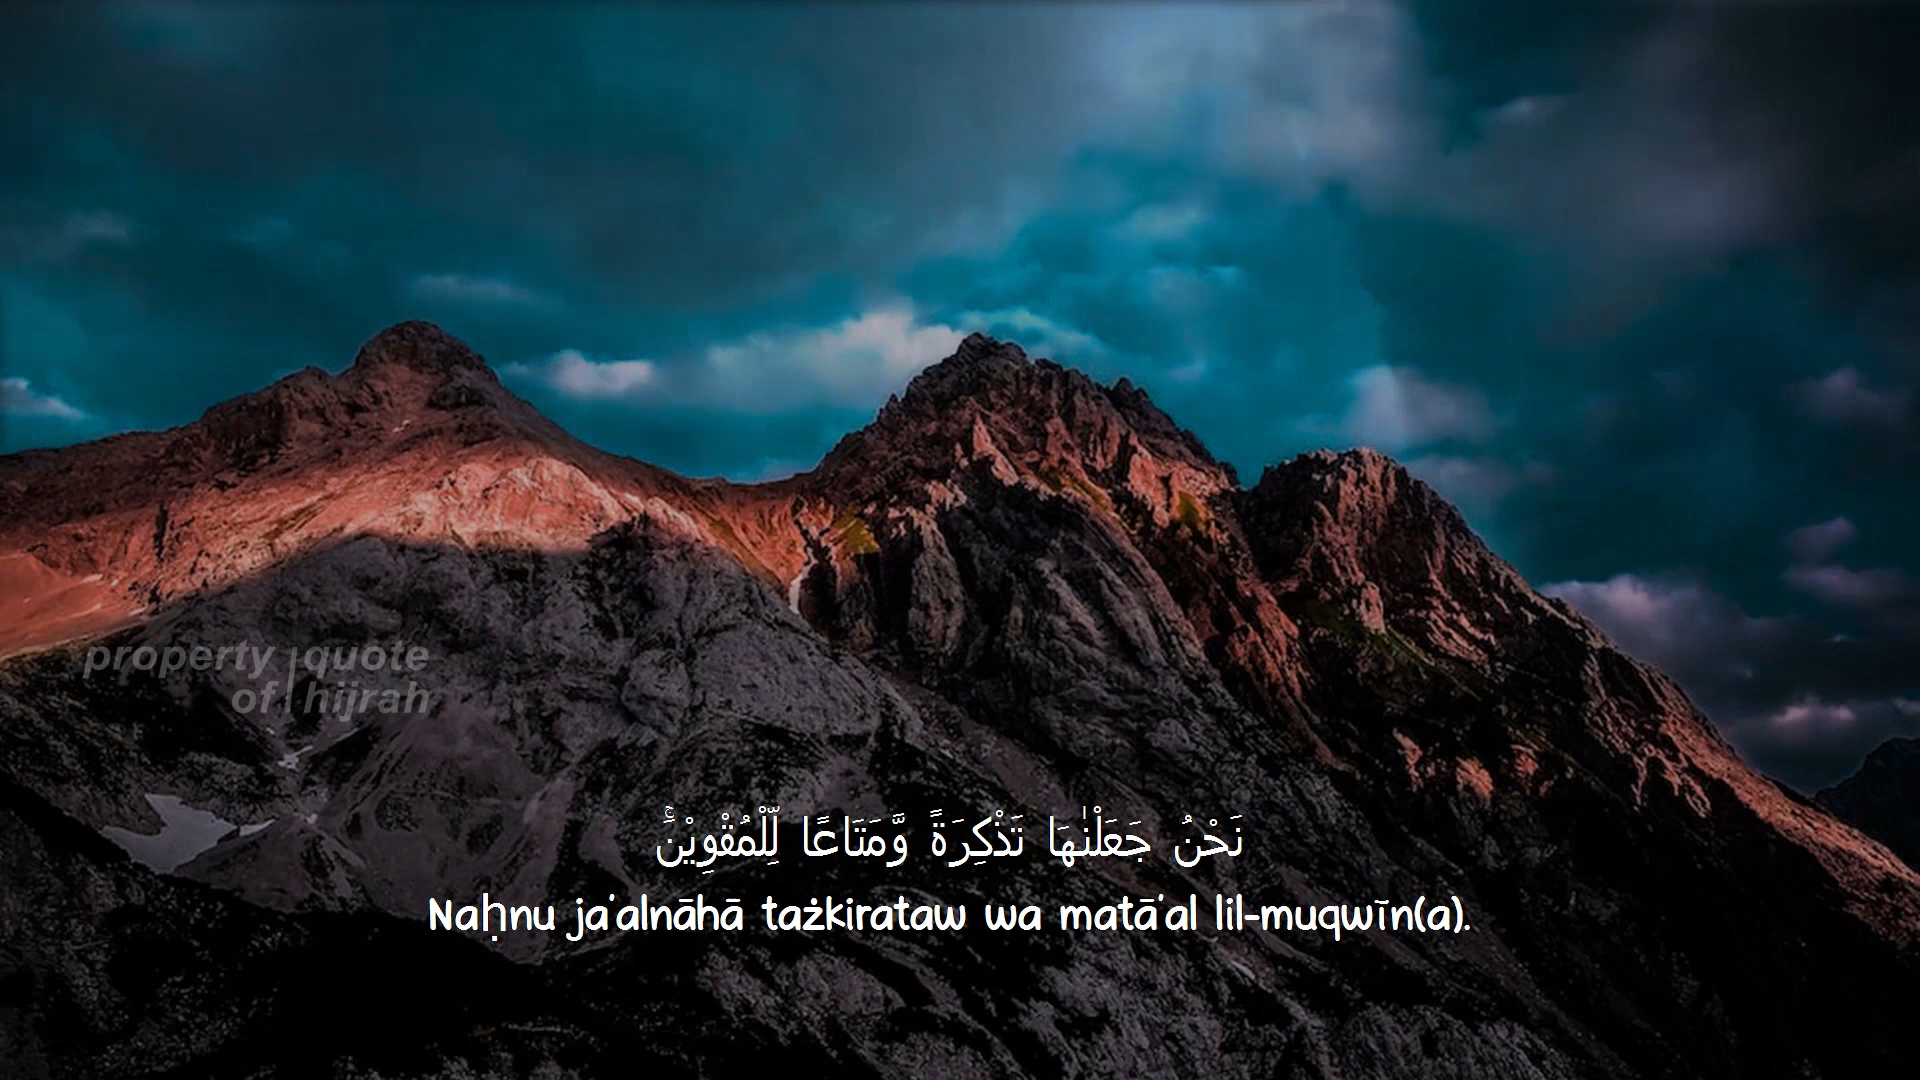 property | quote
of | hijrah
نَحْنُ جَعَلْنٰهَا تَذْكِرَةً وَّمَتَاعًا لِّلْمُقْوِيْنَۚ
Naḥnu ja'alnāhā tażkirataw wa matā'al lil-muqwīn(a).